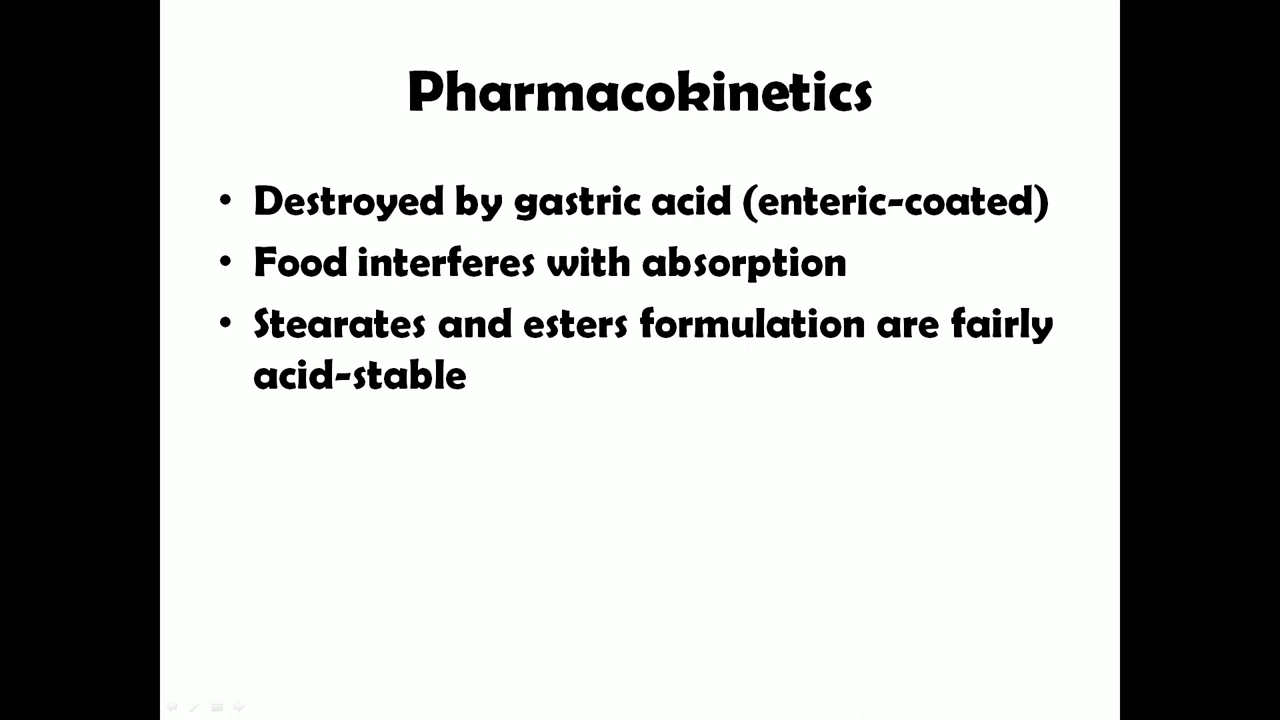 Pharmacokinetics
• Destroyed by gastric acid (enteric-coated)
• Food interferes with absorption
• Stearates and esters formulation are fairly
acid-stable